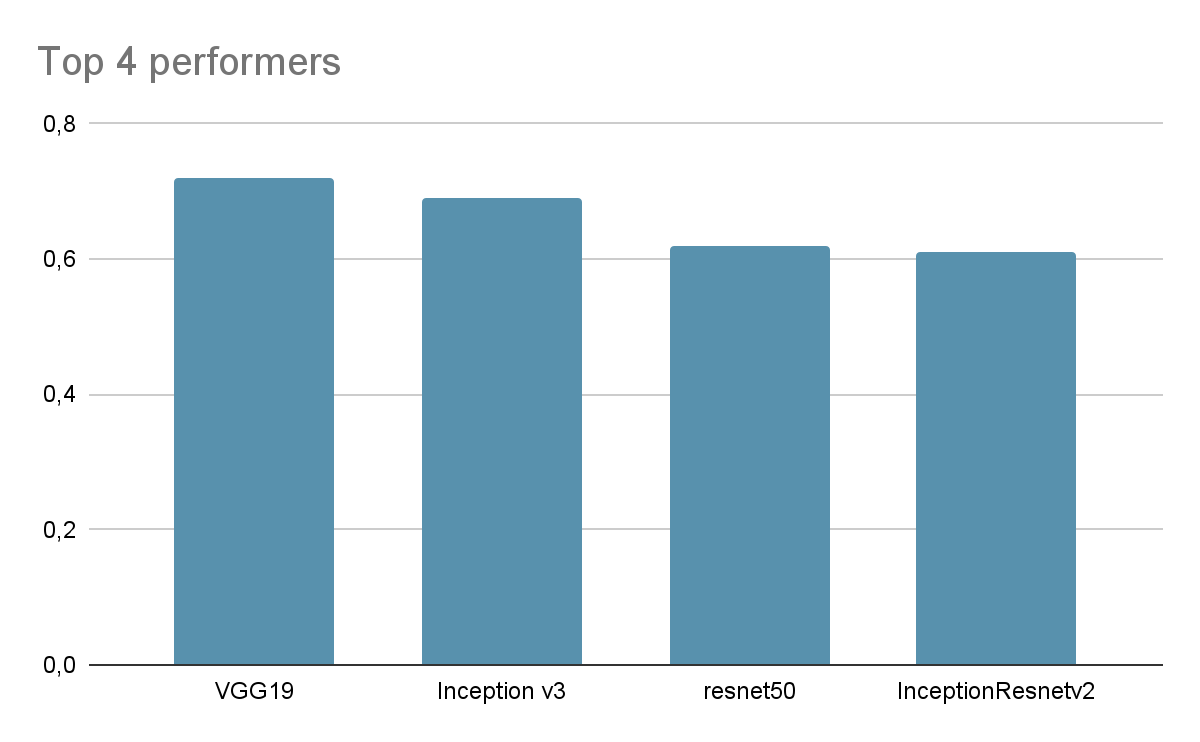 Top 4 performers
0,8
0,6
0,4
0,2
0,0
VGG19 Inception v3 resnet50 InceptionResnetv2